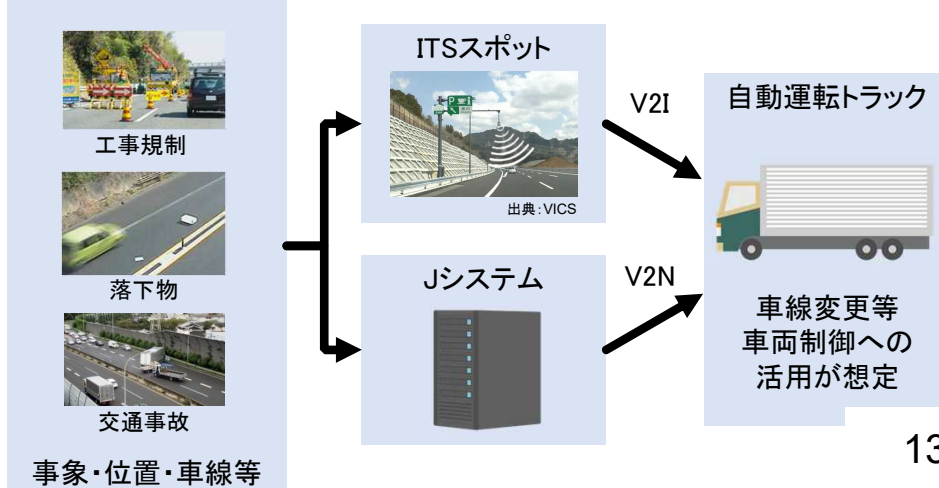 工事規制
落下物
交通事故
事象・位置・車線等
ITSスポット
出典:VICS
Jシステム
V2I
V2N
自動運転トラック
車線変更等
車両制御への
活用が想定
13